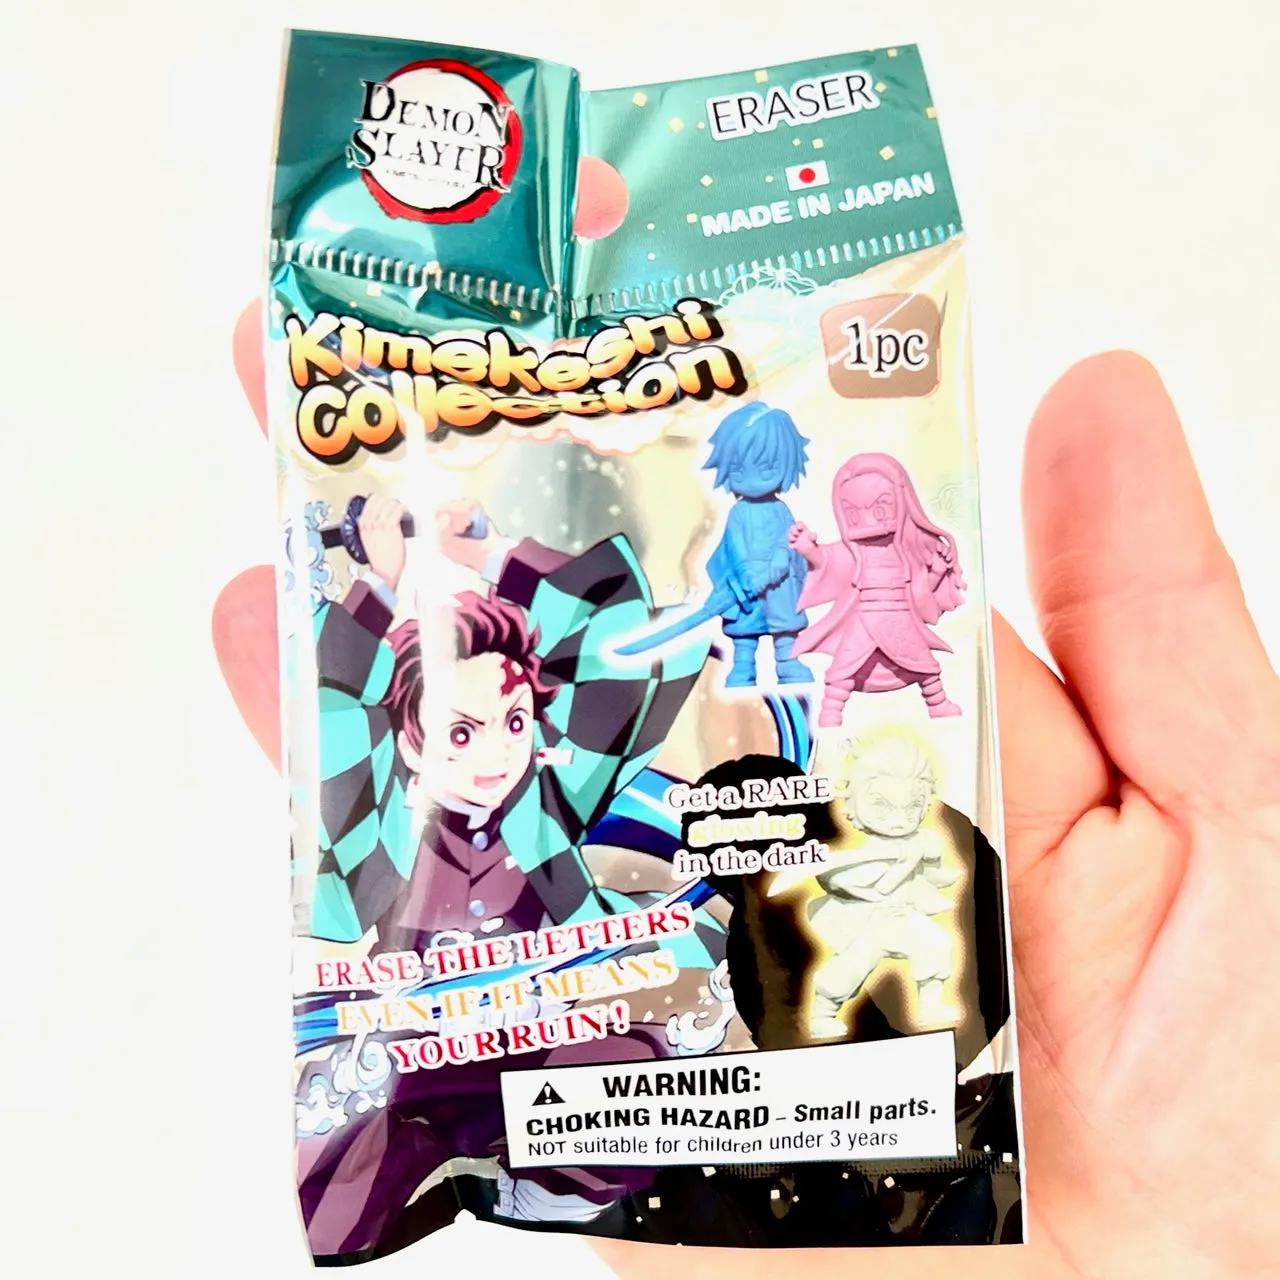 DEMON
SLAYER
ERASER
MADE IN JAPAN
Kimekeshi
Collection
1pc
Get a RARE
glowing
in the dark
ERASE THE LETTERS
EVEN IF IT MEANS
YOUR RUIN!
WARNING:
CHOKING HAZARD – Small parts.
NOT suitable for children under 3 years